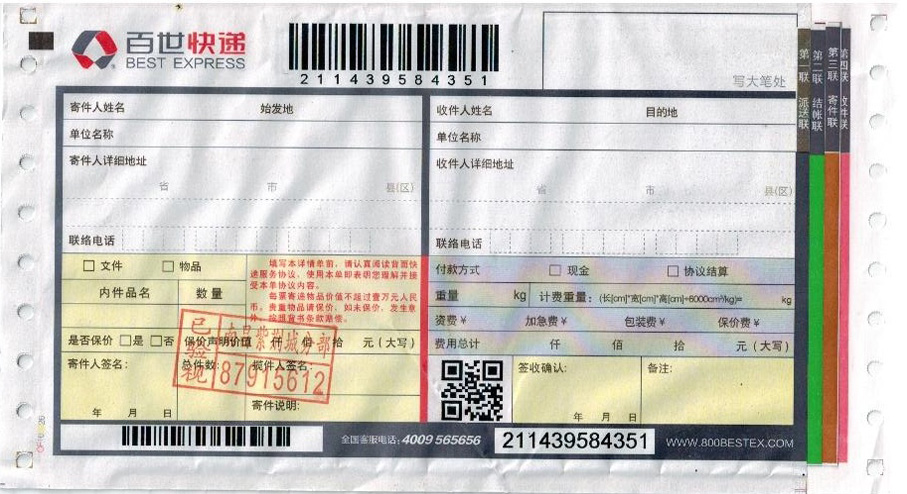 百世快递
BEST EXPRESS
211439584351
写大笔处
第一联 派送联
第二联 结帐联
第三联 寄件联
第四联 收件联
寄件人姓名 始发地
单位名称
寄件人详细地址
省 市 县(区)
联络电话
收件人姓名 目的地
单位名称
收件人详细地址
省 市 县(区)
联络电话
文件 物品
内件品名 数量
填写本详情单前，请认真阅读背面快
递服务协议，使用本单即表明您理解并接
受本单协议内容。
每票寄递物品价值不超过壹万元人民
币。贵重物品请保价，如未保价，发生意
外，按照背书条款赔偿。
是否保价 是 否 保价声明价值 仟 佰 拾 元（大写）
寄件人签名： 总件数： 揽件人签名：
年 月 日 寄件说明：
已验视
87915612
付款方式 现金 协议结算
重量 kg 计费重量：(长[cm]*宽[cm]*高[cm]÷6000cm³/kg)= kg
资费￥ 加急费￥ 包装费￥ 保价费￥
费用总计 仟 佰 拾 元（大写）
签收确认： 备注：
年 月 日
全国客服电话：4009 565656
211439584351
WWW.800BESTEX.COM